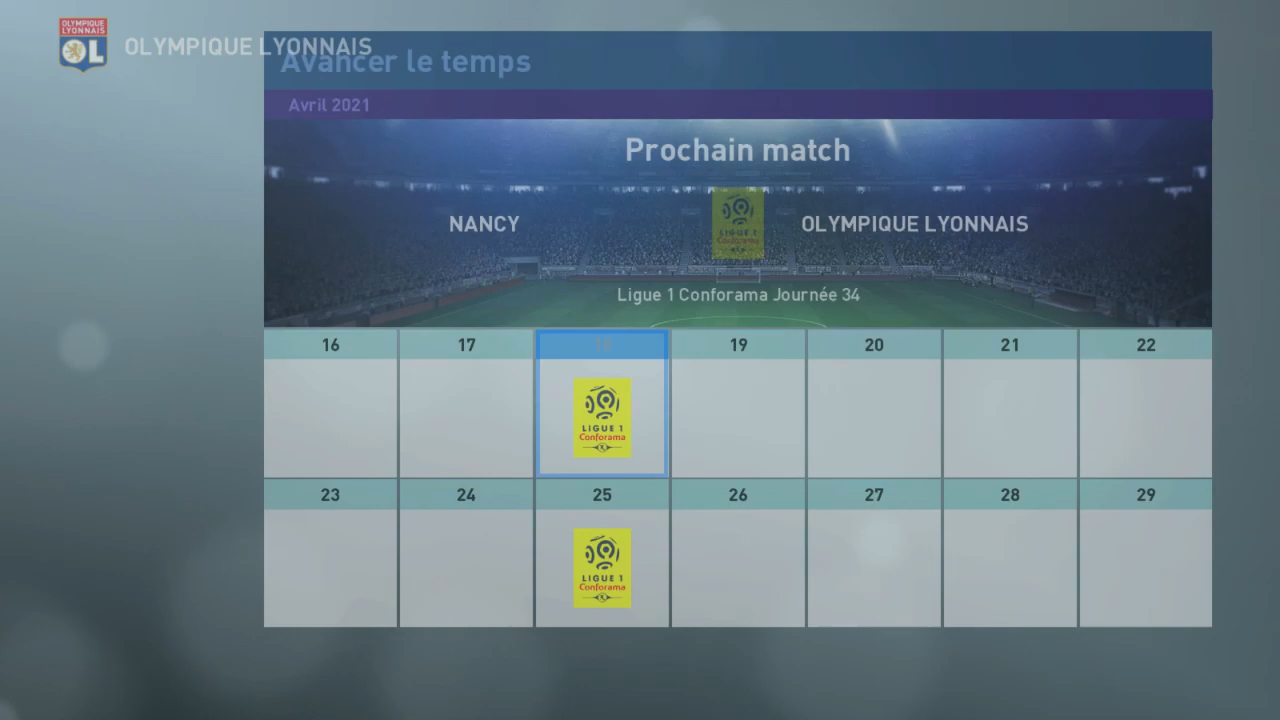 OLYMPIQUE
LYONNAIS
OL
OLYMPIQUE LYONNAIS
Avancer le temps
Avril 2021
Prochain match
NANCY
LIGUE 1
Conforama
OLYMPIQUE LYONNAIS
Ligue 1 Conforama Journée 34
16 17 18 19 20 21 22
LIGUE 1
Conforama
23 24 25 26 27 28 29
LIGUE 1
Conforama